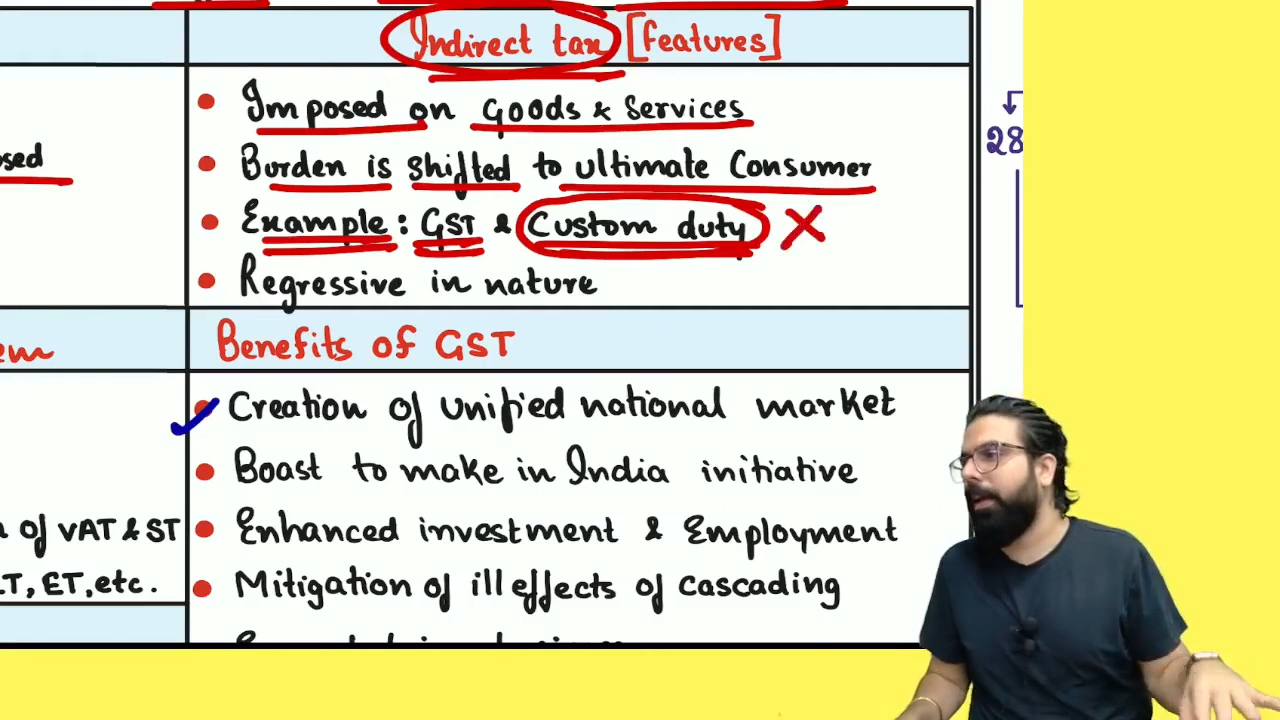 Indirect tax [features]
• Imposed on Goods & Services
osed
• Burden is shifted to ultimate Consumer
• Example: GST & Custom duty X
• Regressive in nature
28
em
Benefits of GST
• Creation of unified national market
• Boast to make in India initiative
n of VAT & ST
• Enhanced investment & Employment
T, ET, etc.
• Mitigation of ill effects of cascading